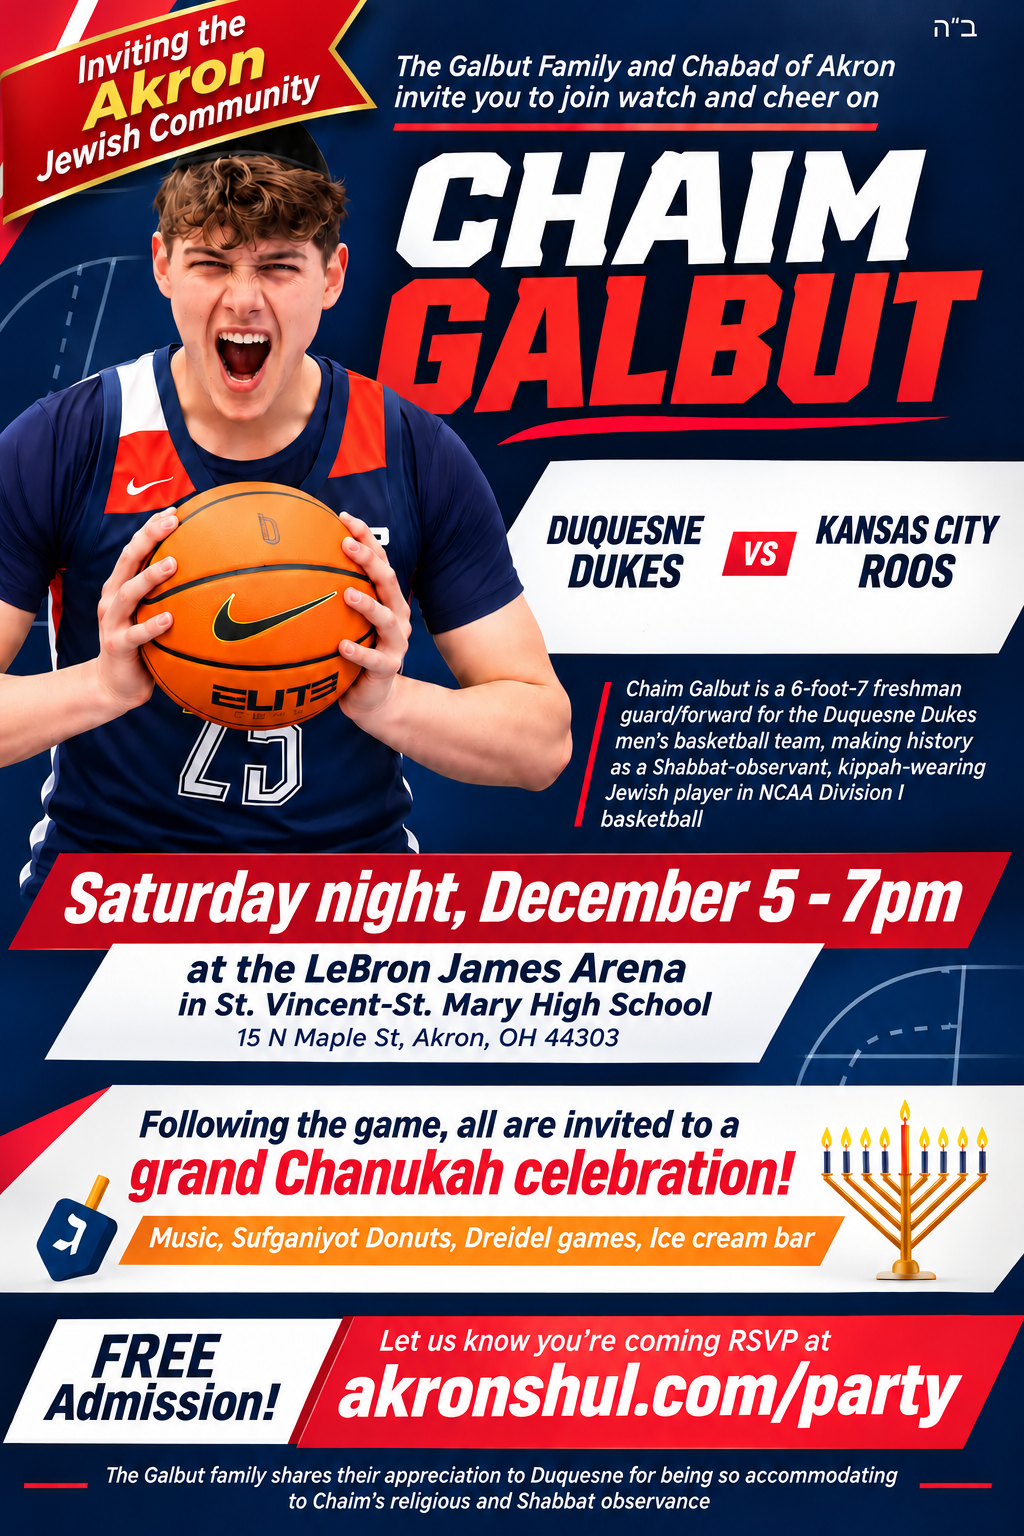 ב"ה
Inviting the
Akron
Jewish Community
The Galbut Family and Chabad of Akron
invite you to join watch and cheer on
CHAIM
GALBUT
DUQUESNE
DUKES
VS
KANSAS CITY
ROOS
Chaim Galbut is a 6-foot-7 freshman
guard/forward for the Duquesne Dukes
men's basketball team, making history
as a Shabbat-observant, kippah-wearing
Jewish player in NCAA Division I
basketball
ELITE
25
Saturday night, December 5 - 7pm
at the LeBron James Arena
in St. Vincent-St. Mary High School
15 N Maple St, Akron, OH 44303
Following the game, all are invited to a
grand Chanukah celebration!
ג
Music, Sufganiyot Donuts, Dreidel games, Ice cream bar
FREE
Admission!
Let us know you're coming RSVP at
akronshul.com/party
The Galbut family shares their appreciation to Duquesne for being so accommodating
to Chaim's religious and Shabbat observance